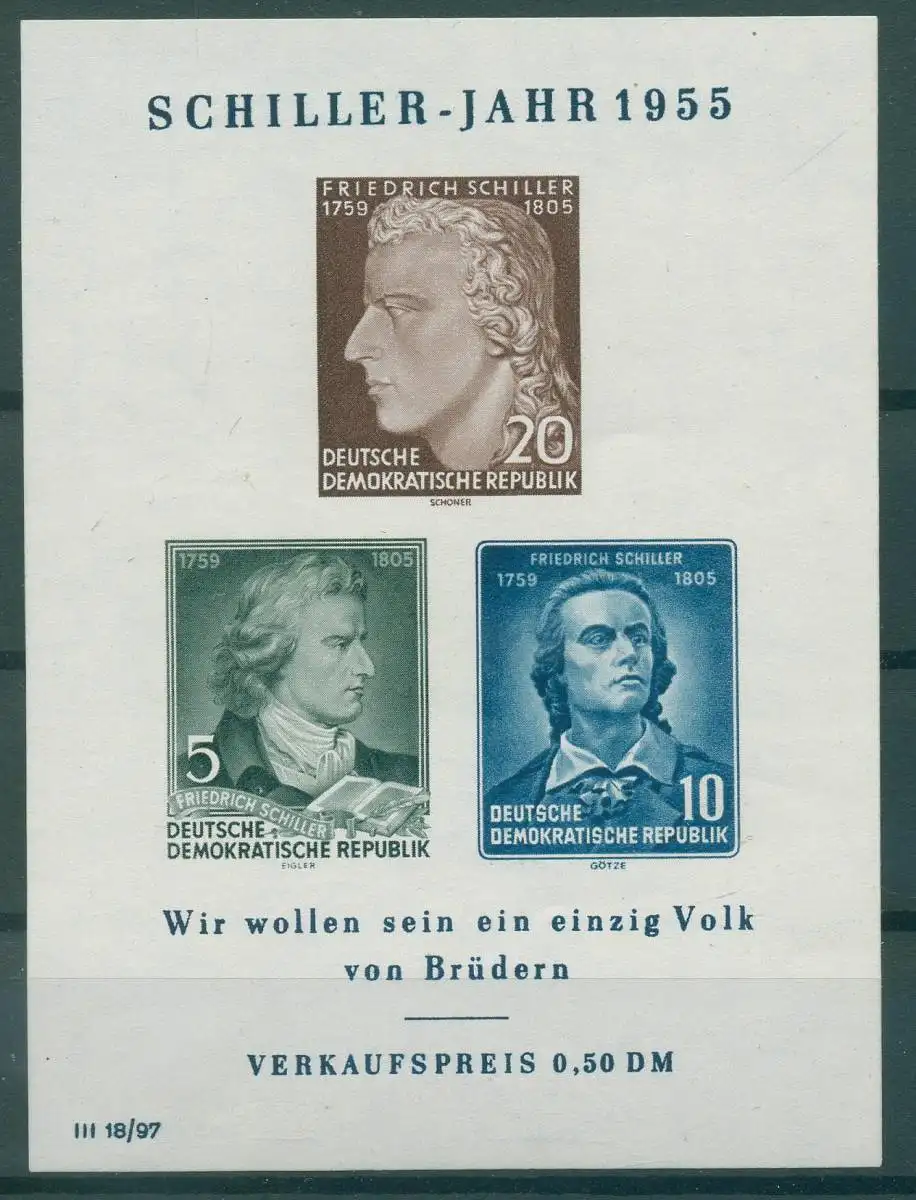 SCHILLER-JAHR 1955
FRIEDRICH SCHILLER
1759 1805
20
DEUTSCHE
DEMOKRATISCHE REPUBLIK
SCHÖNER
1759 1805
5
FRIEDRICH SCHILLER
DEUTSCHE
DEMOKRATISCHE REPUBLIK
EIGLER
FRIEDRICH SCHILLER
1759 1805
10
DEUTSCHE
DEMOKRATISCHE REPUBLIK
GÖTZE
Wir wollen sein ein einzig Volk
von Brüdern
VERKAUFSPREIS 0,50 DM
III 18/97